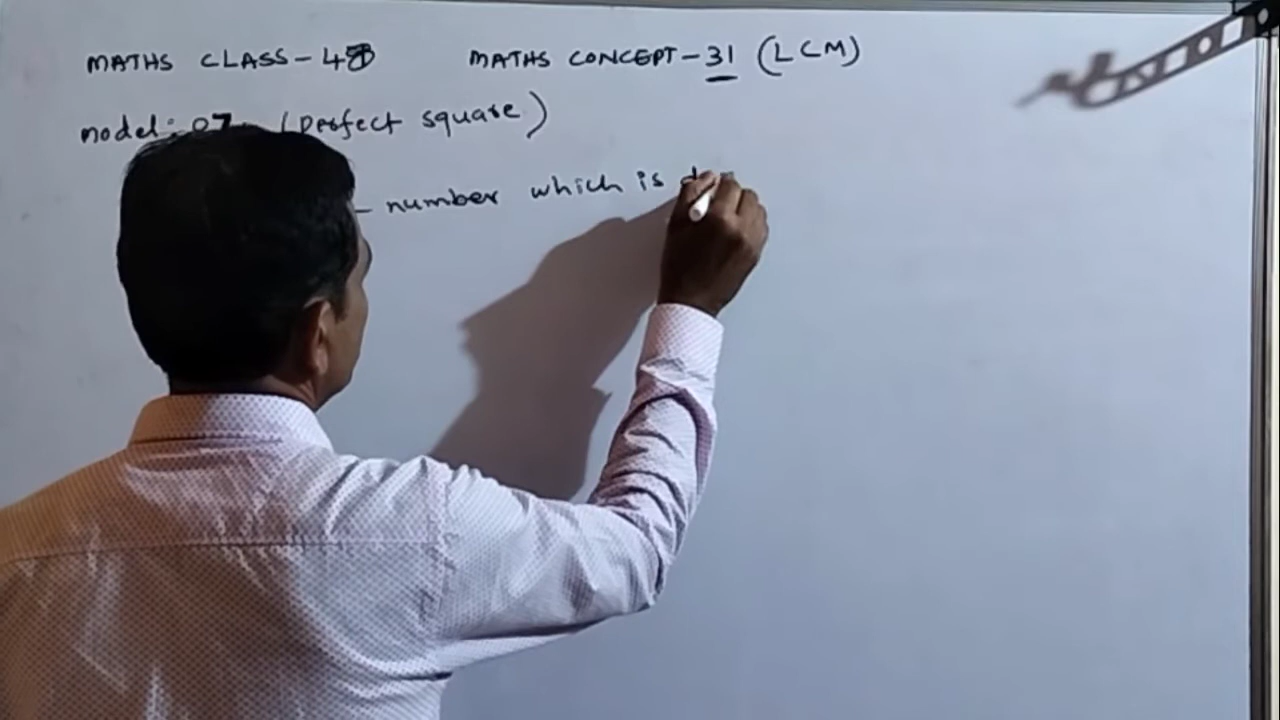 MATHS CLASS-48 MATHS CONCEPT-31 (LCM)
model: 07 (perfect square)
number which is